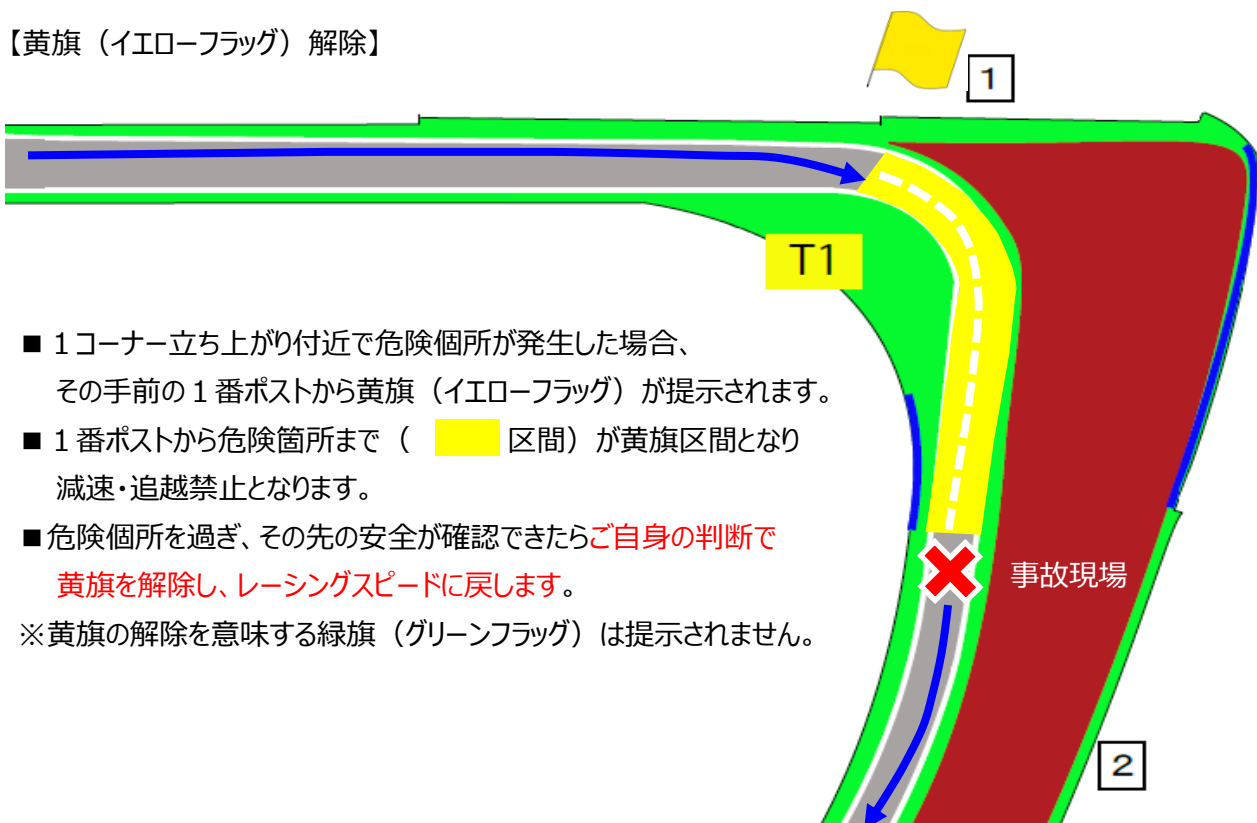 【黄旗（イエローフラッグ）解除】
1
T1
■１コーナー立ち上がり付近で危険個所が発生した場合、
その手前の１番ポストから黄旗（イエローフラッグ）が提示されます。
■１番ポストから危険箇所まで（　　区間）が黄旗区間となり
減速・追越禁止となります。
■危険個所を過ぎ、その先の安全が確認できたらご自身の判断で
黄旗を解除し、レーシングスピードに戻します。
事故現場
※黄旗の解除を意味する緑旗（グリーンフラッグ）は提示されません。
2